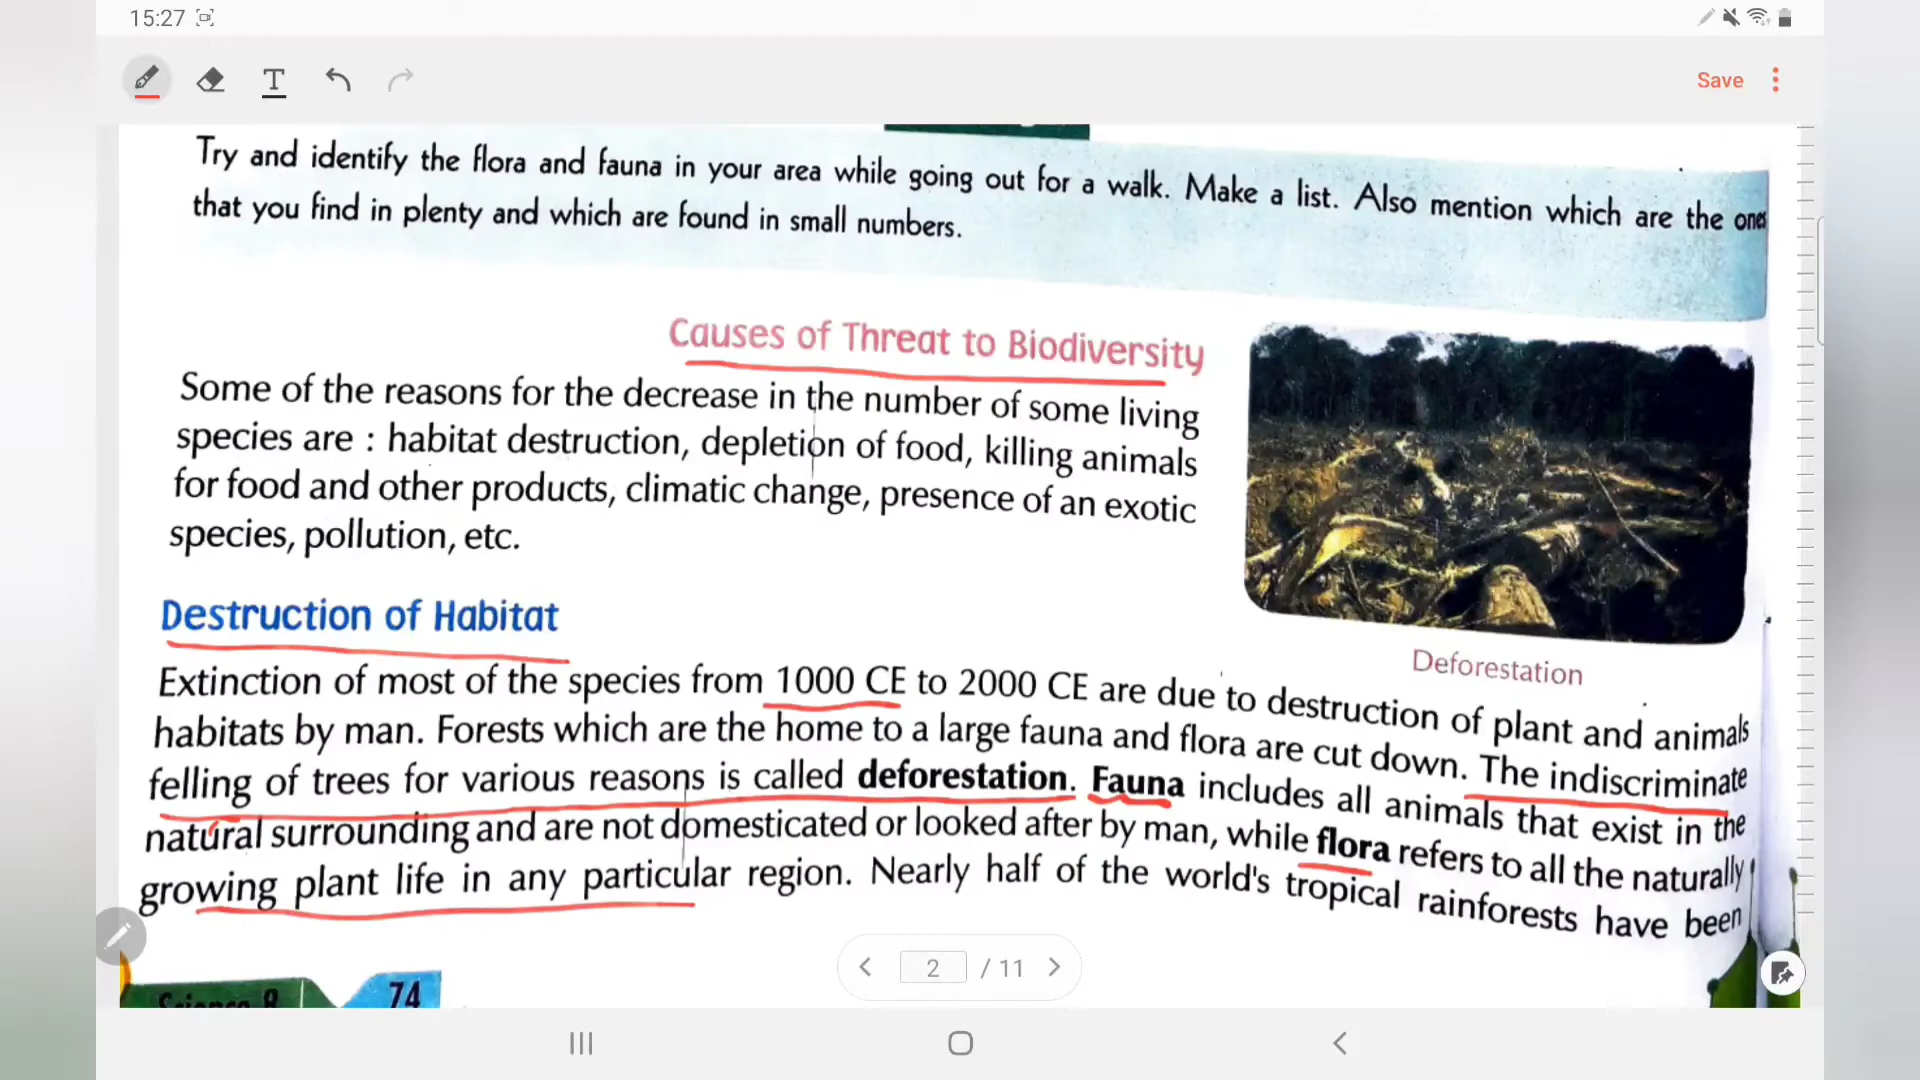 15:27
T
Save
Try and identify the flora and fauna in your area while going out for a walk. Make a list. Also mention which are the ones
that you find in plenty and which are found in small numbers.
Causes of Threat to Biodiversity
Some of the reasons for the decrease in the number of some living
species are : habitat destruction, depletion of food, killing animals
for food and other products, climatic change, presence of an exotic
species, pollution, etc.
Deforestation
Destruction of Habitat
Extinction of most of the species from 1000 CE to 2000 CE are due to destruction of plant and animals
habitats by man. Forests which are the home to a large fauna and flora are cut down. The indiscriminate
felling of trees for various reasons is called deforestation. Fauna includes all animals that exist in the
natural surrounding and are not domesticated or looked after by man, while flora refers to all the naturally
growing plant life in any particular region. Nearly half of the world's tropical rainforests have been
2 / 11
Science 8
74